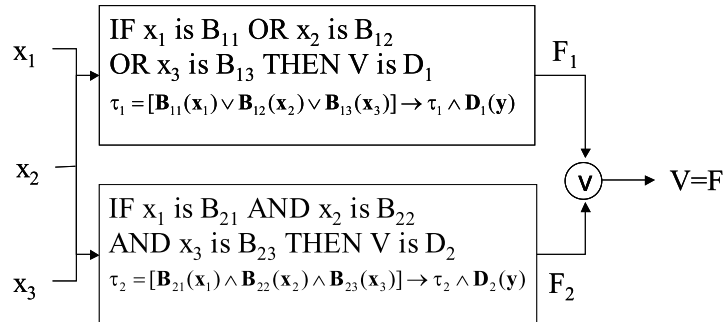 x₁
x₂
x₃
IF x₁ is B₁₁ OR x₂ is B₁₂
OR x₃ is B₁₃ THEN V is D₁
τ₁ = [B₁₁(x₁) ∨ B₁₂(x₂) ∨ B₁₃(x₃)] → τ₁ ∧ D₁(y)
F₁
IF x₁ is B₂₁ AND x₂ is B₂₂
AND x₃ is B₂₃ THEN V is D₂
τ₂ = [B₂₁(x₁) ∧ B₂₂(x₂) ∧ B₂₃(x₃)] → τ₂ ∧ D₂(y)
F₂
∨
V=F